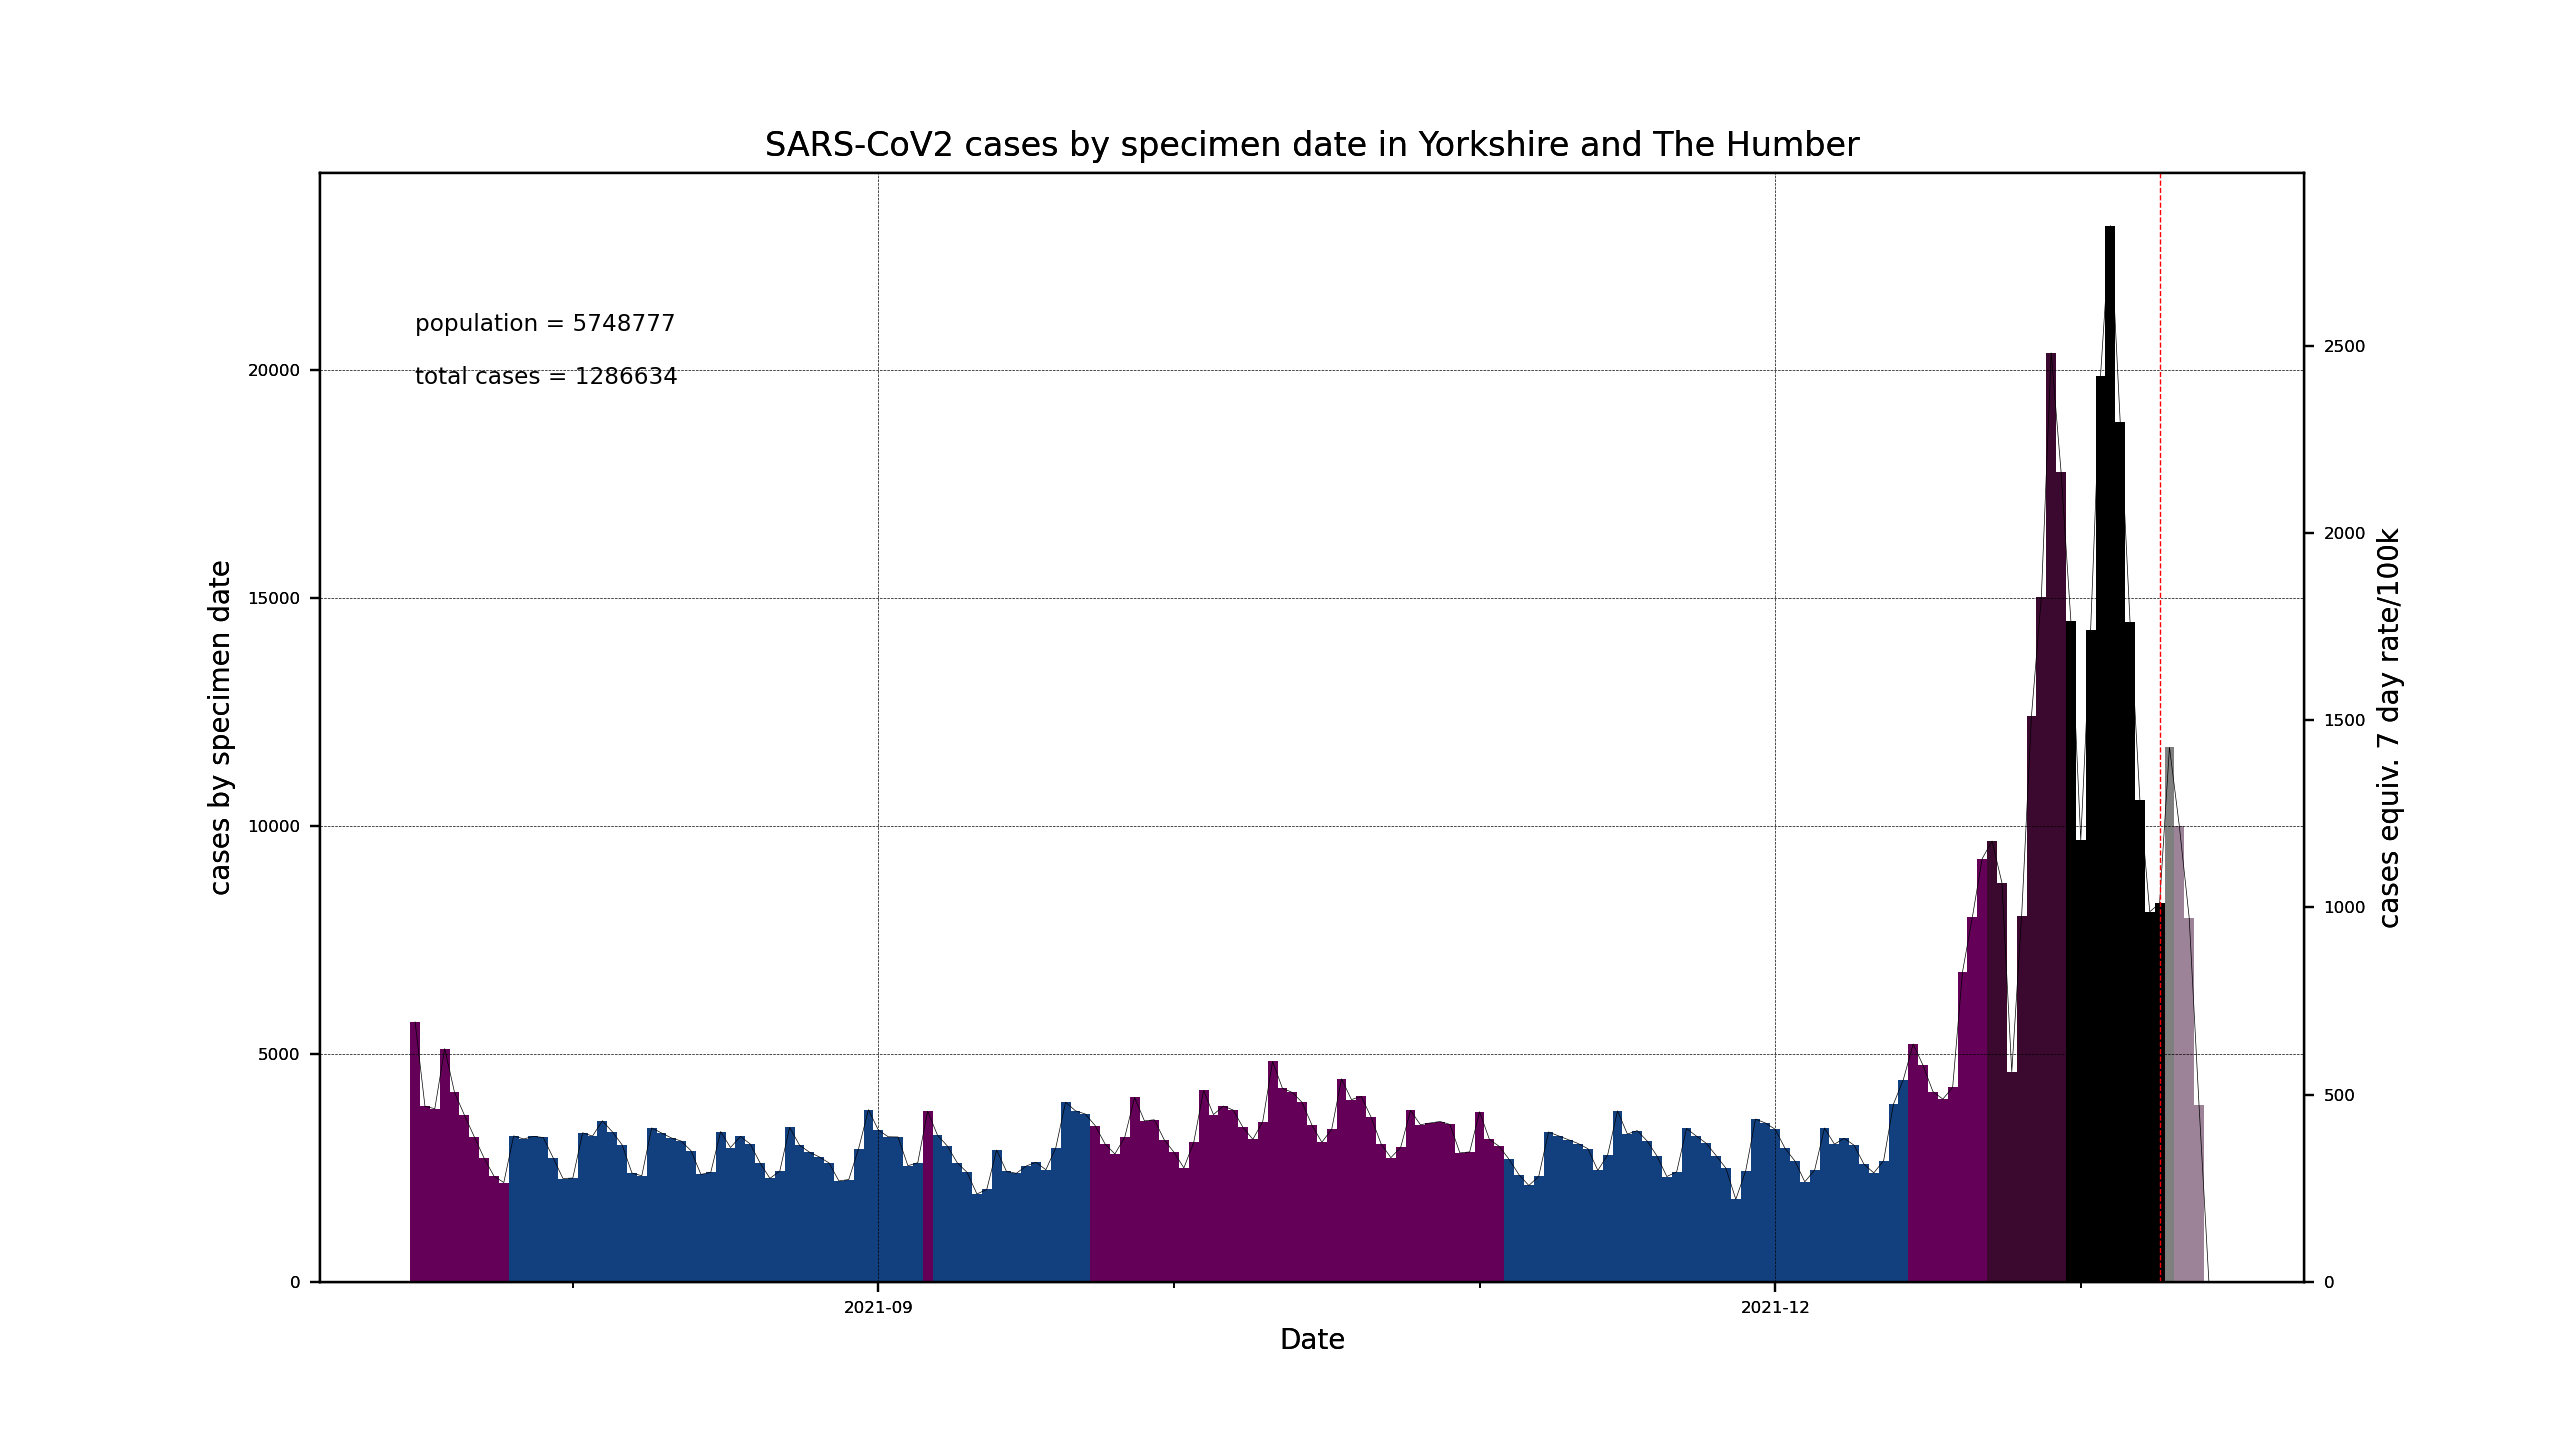 SARS-CoV2 cases by specimen date in Yorkshire and The Humber
population = 5748777
total cases = 1286634
cases by specimen date
20000
15000
10000
5000
0
2500
2000
1500
1000
500
0
cases equiv. 7 day rate/100k
2021-09
2021-12
Date